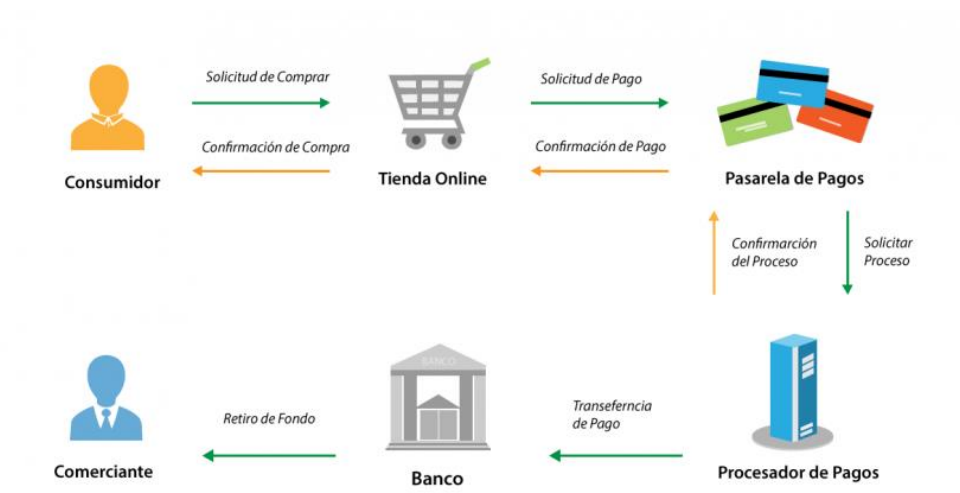 Solicitud de Comprar
Solicitud de Pago
Confirmación de Compra
Confirmación de Pago
Consumidor
Tienda Online
Pasarela de Pagos
Confirmarción
del Proceso
Solicitar
Proceso
BANCO
Retiro de Fondo
Transeferncia
de Pago
Comerciante
Banco
Procesador de Pagos